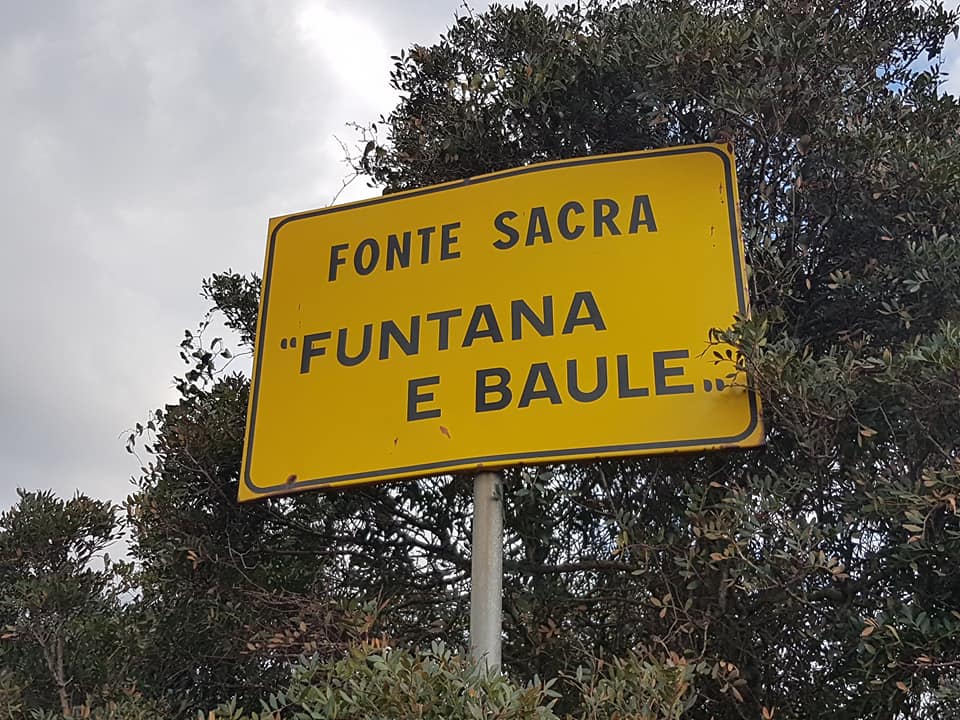 FONTE SACRA
“FUNTANA
E BAULE„